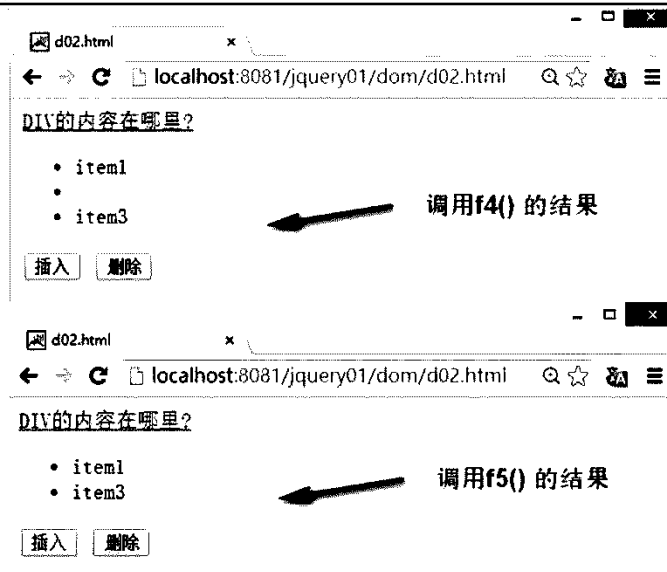 d02.html
localhost:8081/jquery01/dom/d02.html
DIV的内容在哪里?
item1
item3
调用f4() 的结果
插入 删除
d02.html
localhost:8081/jquery01/dom/d02.html
DIV的内容在哪里?
item1
调用f5() 的结果
item3
插入 删除